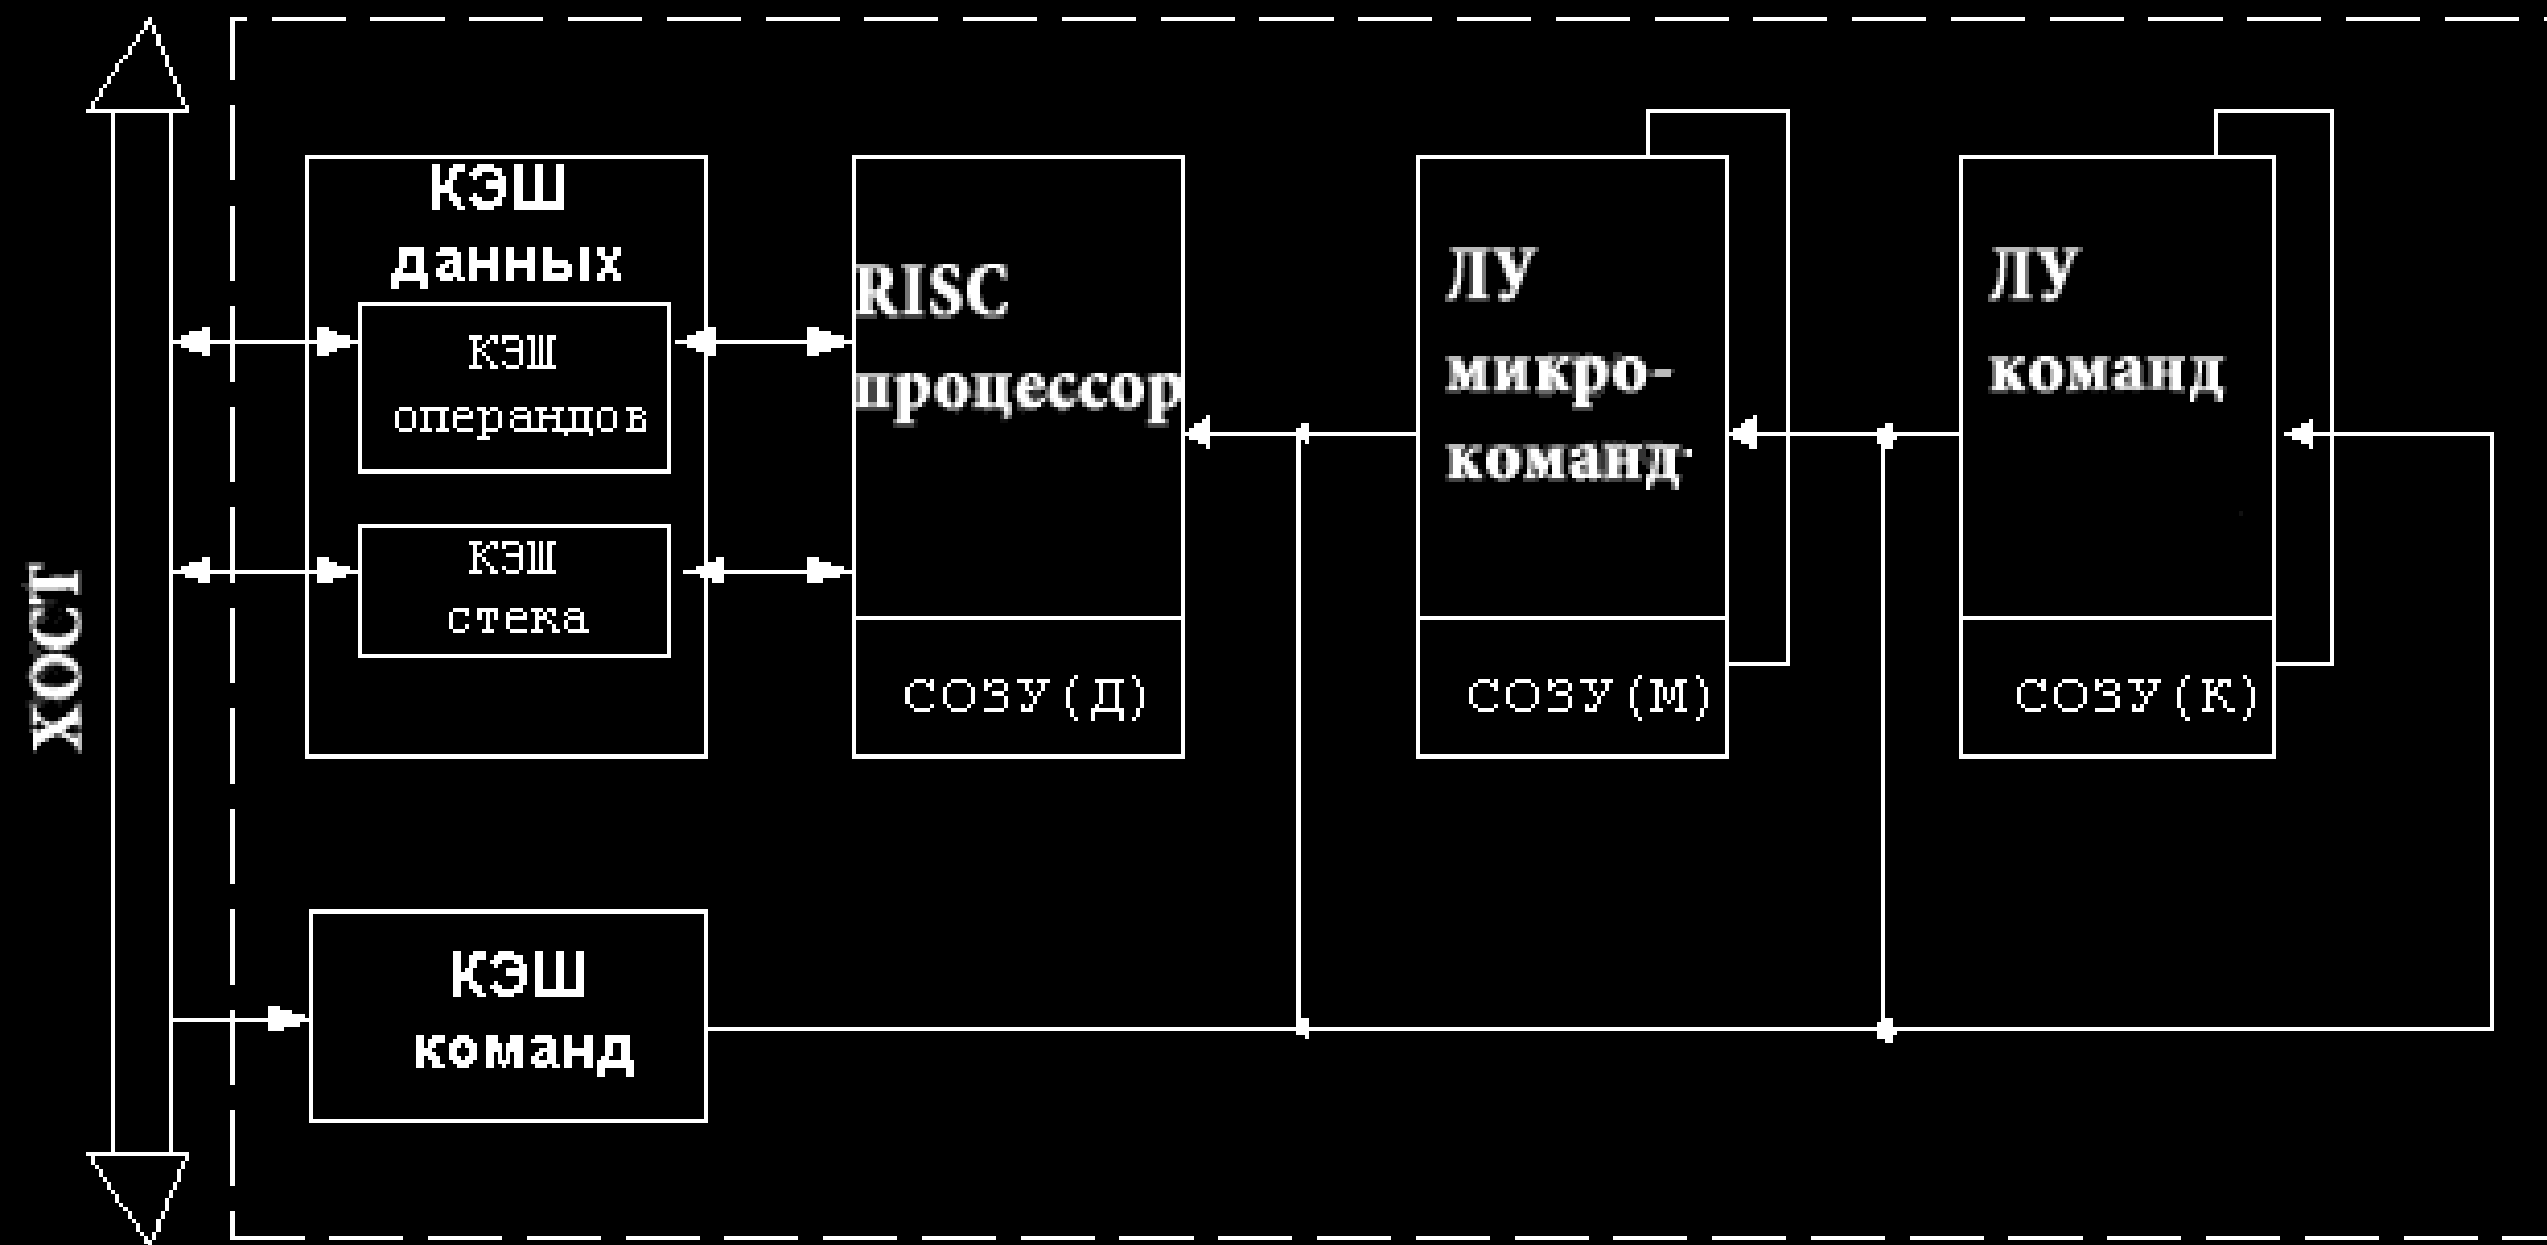 ХОСТ
КЭШ
данных
КЭШ
операндов
КЭШ
стека
RISC
процессор
СОЗУ(Д)
ЛУ
микро-
команд
СОЗУ(М)
ЛУ
команд
СОЗУ(К)
КЭШ
команд